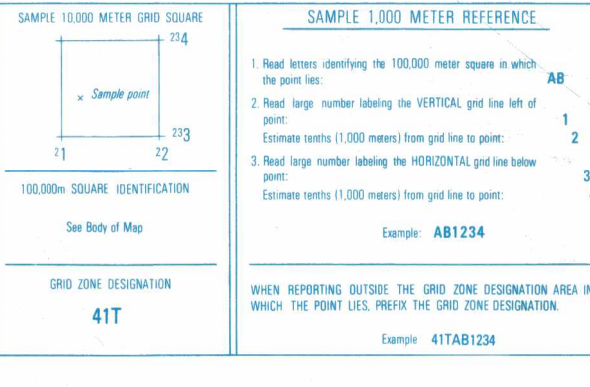 SAMPLE 10,000 METER GRID SQUARE
234
Sample point
233
21
22
100,000m SQUARE IDENTIFICATION
See Body of Map
GRID ZONE DESIGNATION
41T
SAMPLE 1,000 METER REFERENCE
1. Read letters identifying the 100,000 meter square in which
the point lies: AB
2. Read large number labeling the VERTICAL grid line left of
point: 1
Estimate tenths (1,000 meters) from grid line to point: 2
3. Read large number labeling the HORIZONTAL grid line below
point: 3
Estimate tenths (1,000 meters) from grid line to point:
Example: AB1234
WHEN REPORTING OUTSIDE THE GRID ZONE DESIGNATION AREA IN
WHICH THE POINT LIES, PREFIX THE GRID ZONE DESIGNATION.
Example 41TAB1234